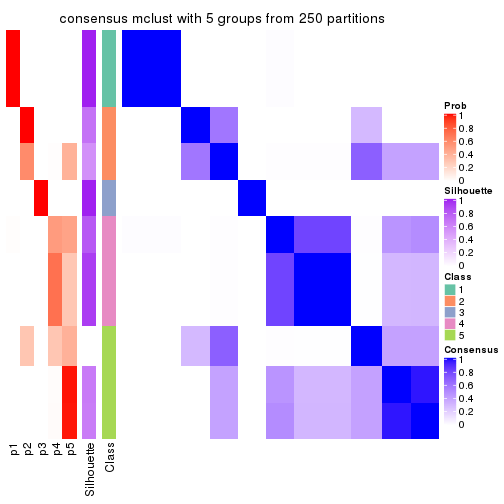 consensus mclust with 5 groups from 250 partitions
Prob
1
0.8
0.6
0.4
0.2
0
Silhouette
1
0.8
0.6
0.4
0.2
0
Class
1
2
3
4
5
Consensus
1
0.8
0.6
0.4
0.2
0
p1
p2
p3
p4
p5
Silhouette
Class